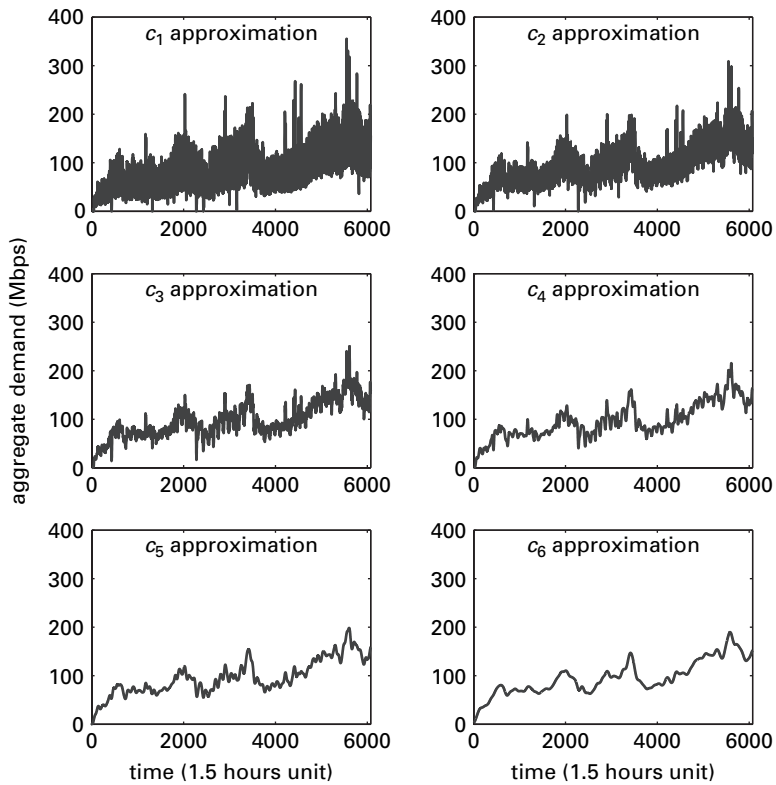 aggregate demand (Mbps)
c1 approximation
400
300
200
100
0
0 2000 4000 6000
c2 approximation
400
300
200
100
0
0 2000 4000 6000
c3 approximation
400
300
200
100
0
0 2000 4000 6000
c4 approximation
400
300
200
100
0
0 2000 4000 6000
c5 approximation
400
300
200
100
0
0 2000 4000 6000
time (1.5 hours unit)
c6 approximation
400
300
200
100
0
0 2000 4000 6000
time (1.5 hours unit)